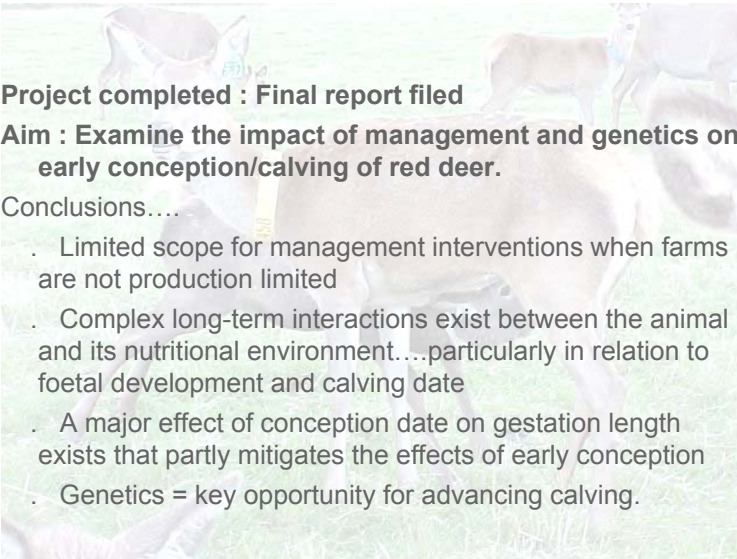 Project completed : Final report filed
Aim : Examine the impact of management and genetics on
early conception/calving of red deer.
Conclusions….
. Limited scope for management interventions when farms
are not production limited
. Complex long-term interactions exist between the animal
and its nutritional environment….particularly in relation to
foetal development and calving date
. A major effect of conception date on gestation length
exists that partly mitigates the effects of early conception
. Genetics = key opportunity for advancing calving.